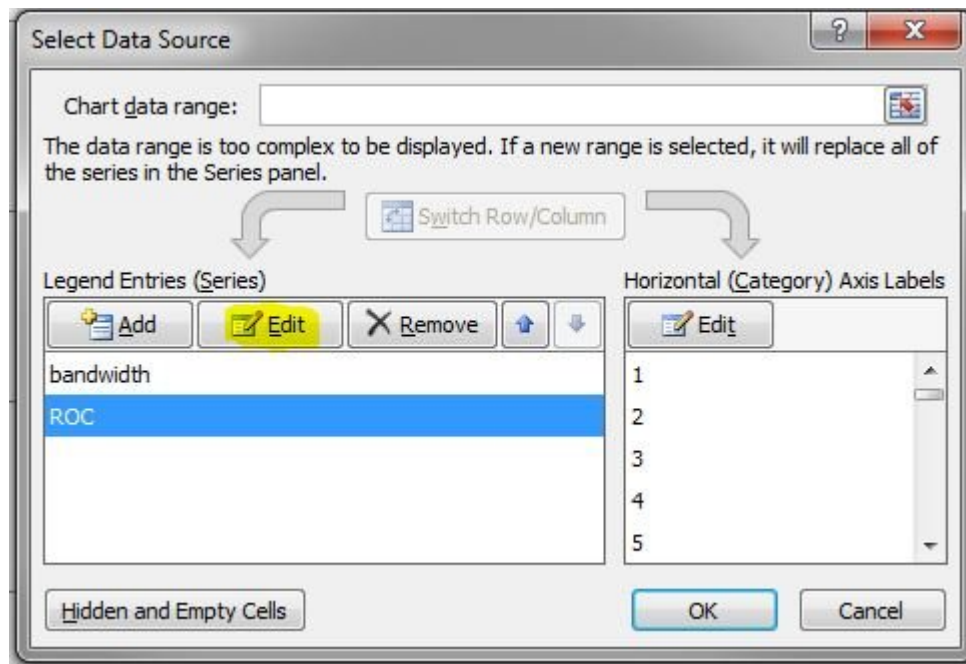 Select Data Source
Chart data range:
The data range is too complex to be displayed. If a new range is selected, it will replace all of
the series in the Series panel.
Switch Row/Column
Legend Entries (Series)
Horizontal (Category) Axis Labels
Add
Edit
Remove
Edit
bandwidth
ROC
1
2
3
4
5
Hidden and Empty Cells
OK
Cancel